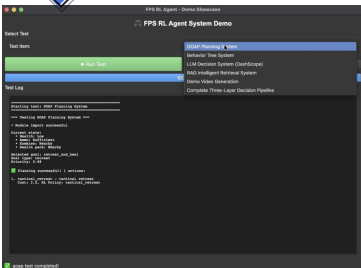 FPS RL Agent - Demo Showcase
FPS RL Agent System Demo
Select Test
Test Item:
GOAP Planning System
Behavior Tree System
LLM Decision System (DashScope)
RAG Intelligent Retrieval System
Demo Video Generation
Complete Three-Layer Decision Pipeline
Run Test
Test Log
Starting test: GOAP Planning System
=== Testing GOAP Planning System ===
✓ Module import successful
Current state:
• Health: Low
• Ammo: Sufficient
• Enemies: Nearby
• Health pack: Nearby
Selected goal: retreat_and_heal
Goal type: retreat
✅ Planning successful! 1 actions:
1. tactical_retreat - tactical retreat
Cost: 2.5, RL Policy: tactical_retreat
✅ goap test completed!